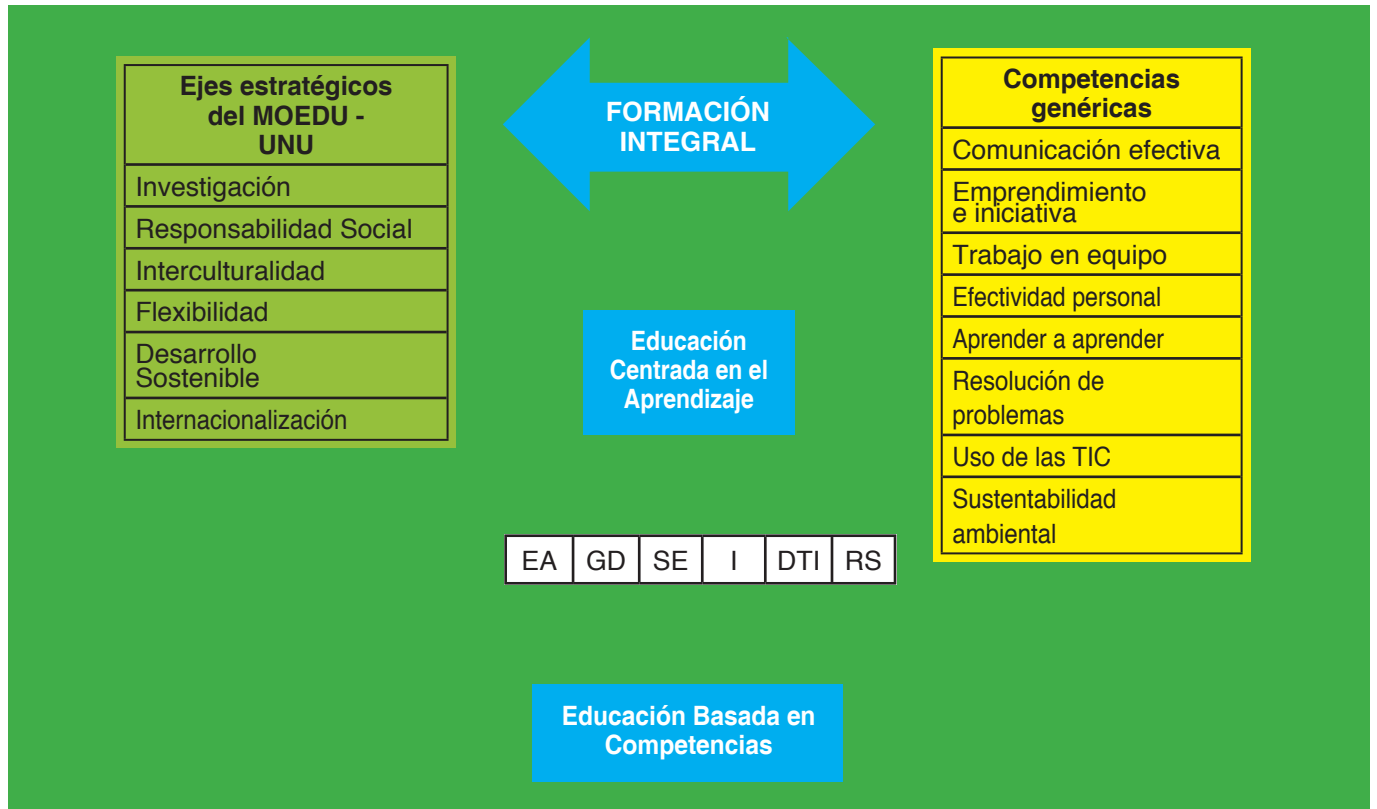 Ejes estratégicos
del MOEDU -
UNU
Investigación
Responsabilidad Social
Interculturalidad
Flexibilidad
Desarrollo
Sostenible
Internacionalización
FORMACIÓN
INTEGRAL
Educación
Centrada en el
Aprendizaje
EA GD SE I DTI RS
Educación Basada en
Competencias
Competencias
genéricas
Comunicación efectiva
Emprendimiento
e iniciativa
Trabajo en equipo
Efectividad personal
Aprender a aprender
Resolución de
problemas
Uso de las TIC
Sustentabilidad
ambiental